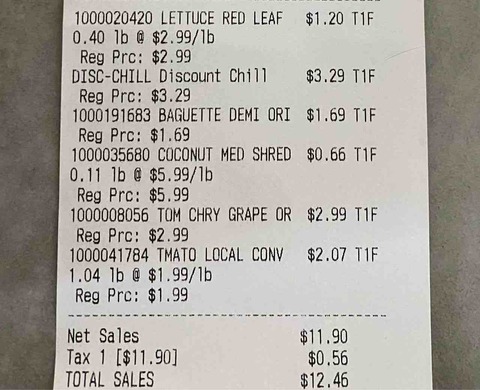 1000020420 LETTUCE RED LEAF $1.20 T1F
0.40 lb @ $2.99/lb
Reg Prc: $2.99
DISC-CHILL Discount Chill $3.29 T1F
Reg Prc: $3.29
1000191683 BAGUETTE DEMI ORI $1.69 T1F
Reg Prc: $1.69
1000035680 COCONUT MED SHRED $0.66 T1F
0.11 lb @ $5.99/lb
Reg Prc: $5.99
1000008056 TOM CHRY GRAPE OR $2.99 T1F
Reg Prc: $2.99
1000041784 TMATO LOCAL CONV $2.07 T1F
1.04 lb @ $1.99/lb
Reg Prc: $1.99
Net Sales $11.90
Tax 1 [$11.90] $0.56
TOTAL SALES $12.46